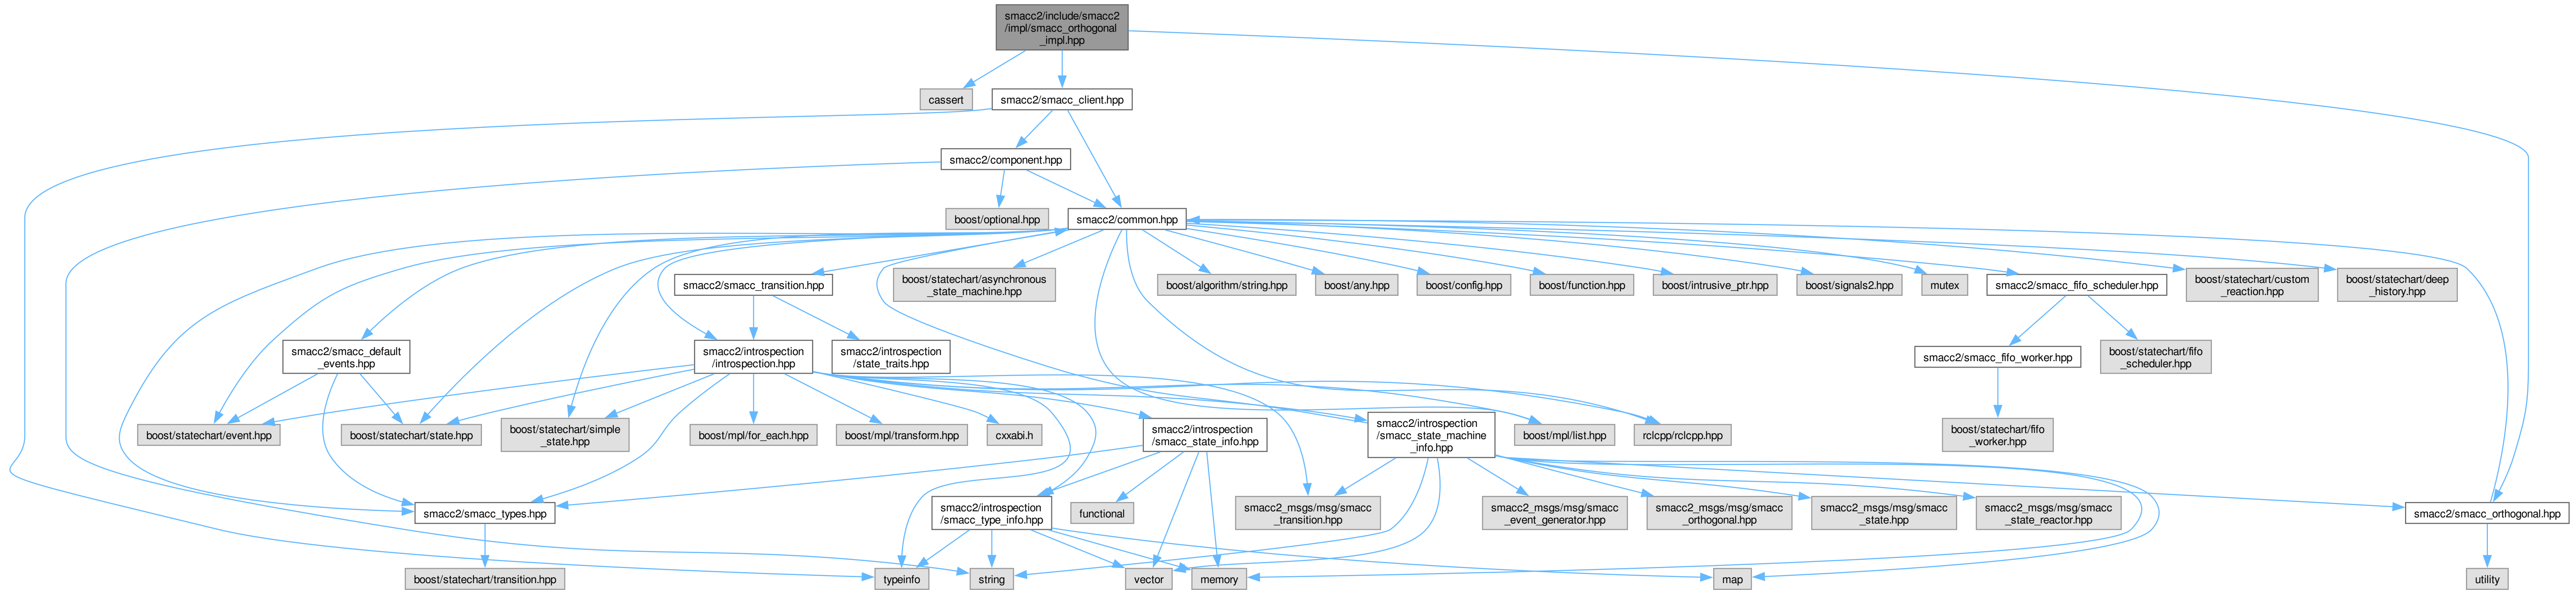 smacc2/include/smacc2
/impl/smacc_orthogonal
_impl.hpp
cassert
smacc2/smacc_client.hpp
smacc2/component.hpp
boost/optional.hpp
smacc2/common.hpp
smacc2/smacc_transition.hpp
boost/statechart/asynchronous
_state_machine.hpp
boost/algorithm/string.hpp
boost/any.hpp
boost/config.hpp
boost/function.hpp
boost/intrusive_ptr.hpp
boost/signals2.hpp
mutex
smacc2/smacc_fifo_scheduler.hpp
boost/statechart/custom
_reaction.hpp
boost/statechart/deep
_history.hpp
smacc2/smacc_default
_events.hpp
smacc2/introspection
/introspection.hpp
smacc2/introspection
/state_traits.hpp
smacc2/smacc_fifo_worker.hpp
boost/statechart/fifo
_scheduler.hpp
boost/statechart/event.hpp
boost/statechart/state.hpp
boost/statechart/simple
_state.hpp
boost/mpl/for_each.hpp
boost/mpl/transform.hpp
cxxabi.h
smacc2/introspection
/smacc_state_info.hpp
smacc2/introspection
/smacc_state_machine
_info.hpp
boost/mpl/list.hpp
rclcpp/rclcpp.hpp
boost/statechart/fifo
_worker.hpp
smacc2/smacc_types.hpp
smacc2/introspection
/smacc_type_info.hpp
functional
smacc2_msgs/msg/smacc
_transition.hpp
smacc2_msgs/msg/smacc
_event_generator.hpp
smacc2_msgs/msg/smacc
_orthogonal.hpp
smacc2_msgs/msg/smacc
_state.hpp
smacc2_msgs/msg/smacc
_state_reactor.hpp
smacc2/smacc_orthogonal.hpp
boost/statechart/transition.hpp
typeinfo
string
vector
memory
map
utility